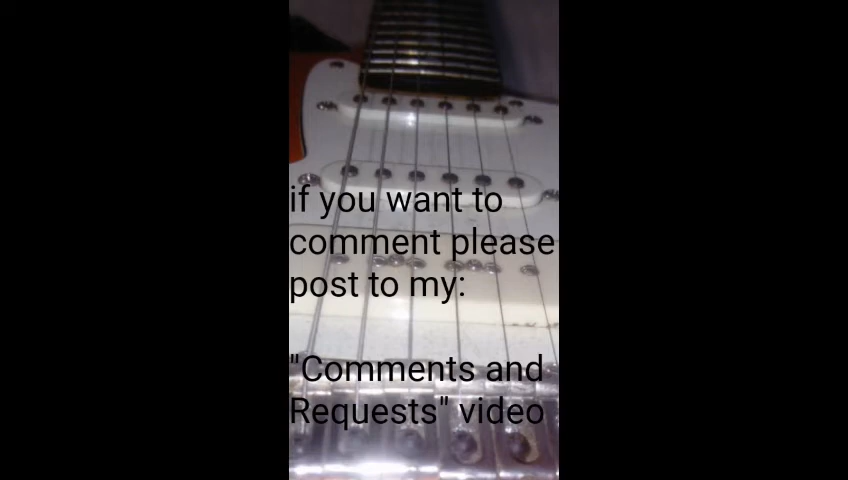 if you want to
comment please
post to my:
"Comments and
Requests" video